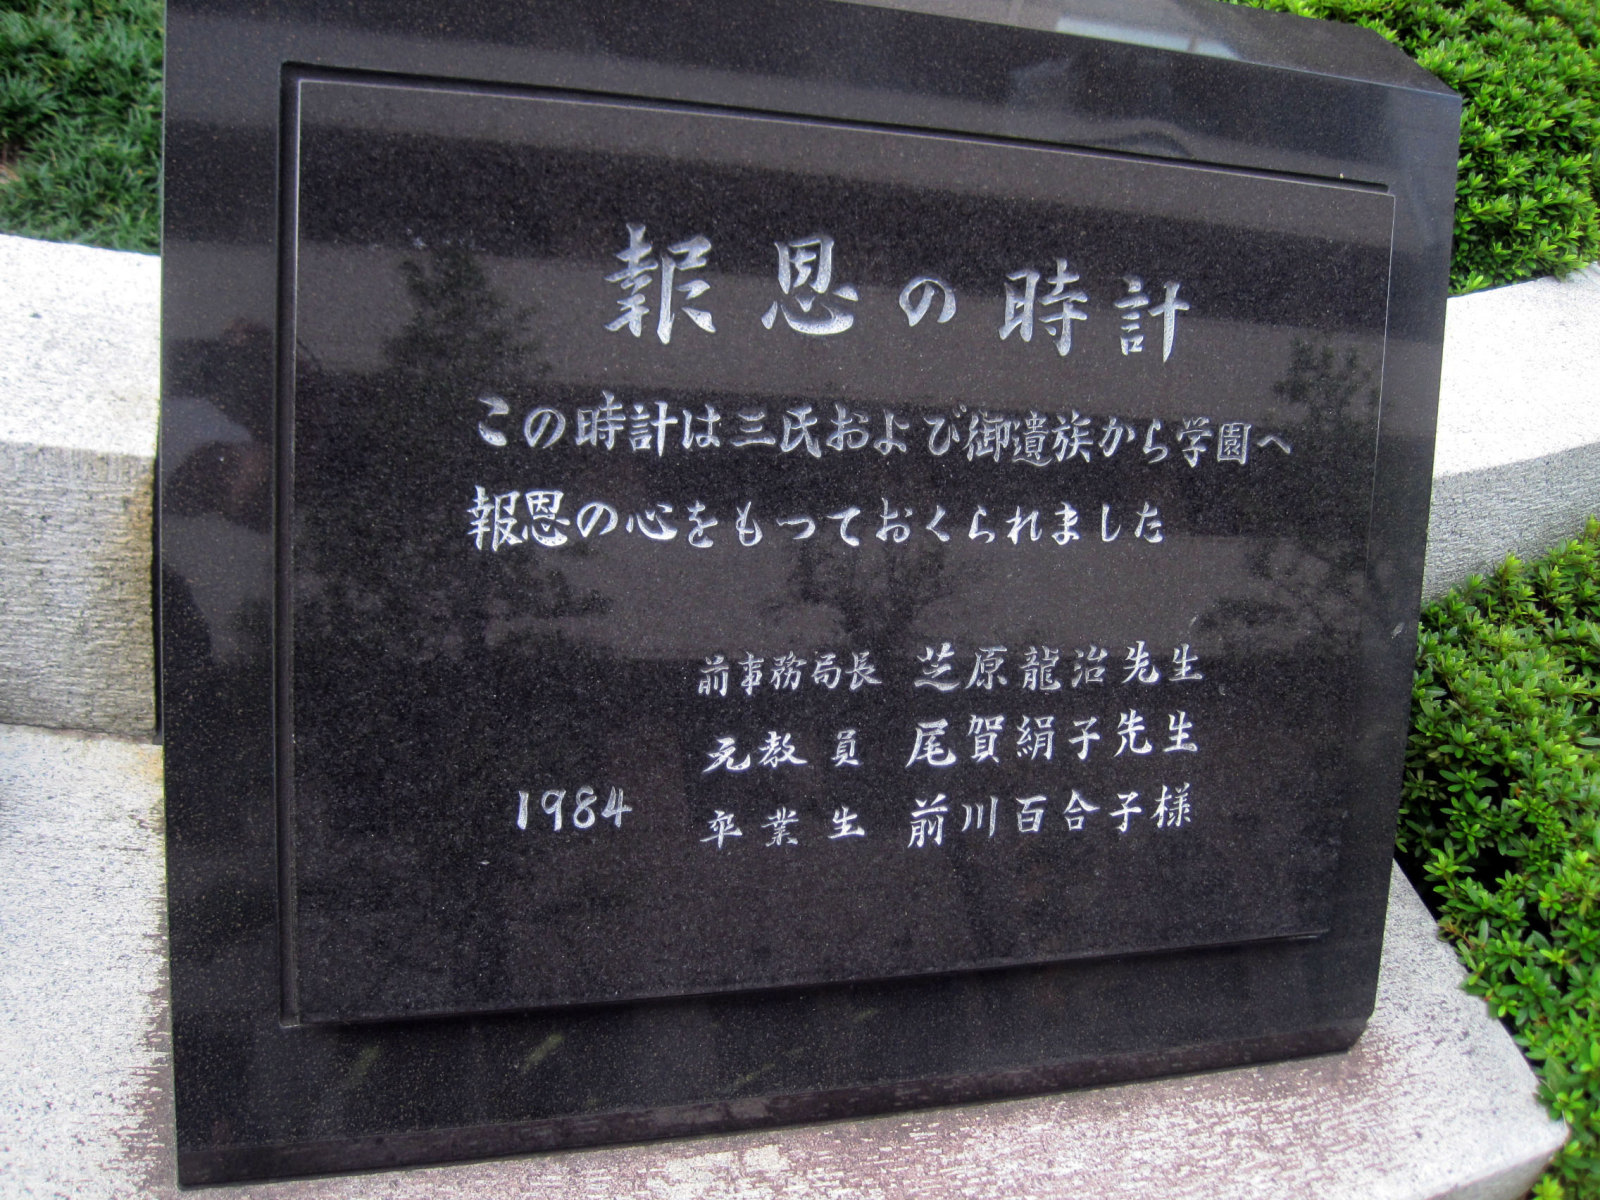 報恩の時計
この時計は三氏および御遺族から学園へ
報恩の心をもっておくられました
前事務局長 芝原龍治先生
元教員 尾賀絹子先生
1984 卒業生 前川百合子様